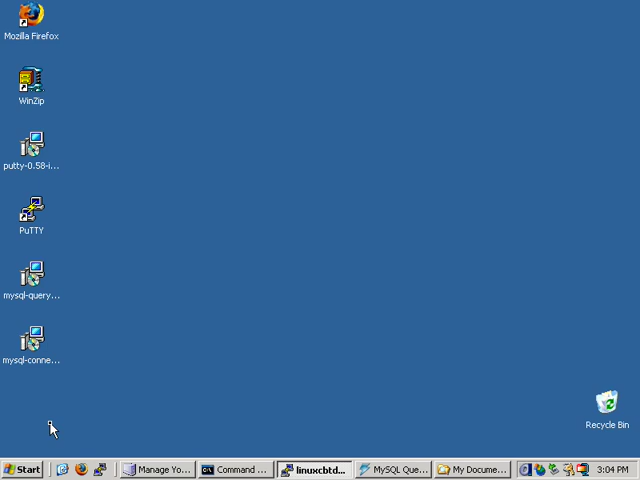 Mozilla Firefox
WinZip
putty-0.58-i...
PuTTY
mysql-query...
mysql-conne...
Recycle Bin
Start
Manage Yo...
Command ...
linuxcbtd...
MySQL Que...
My Docume...
3:04 PM